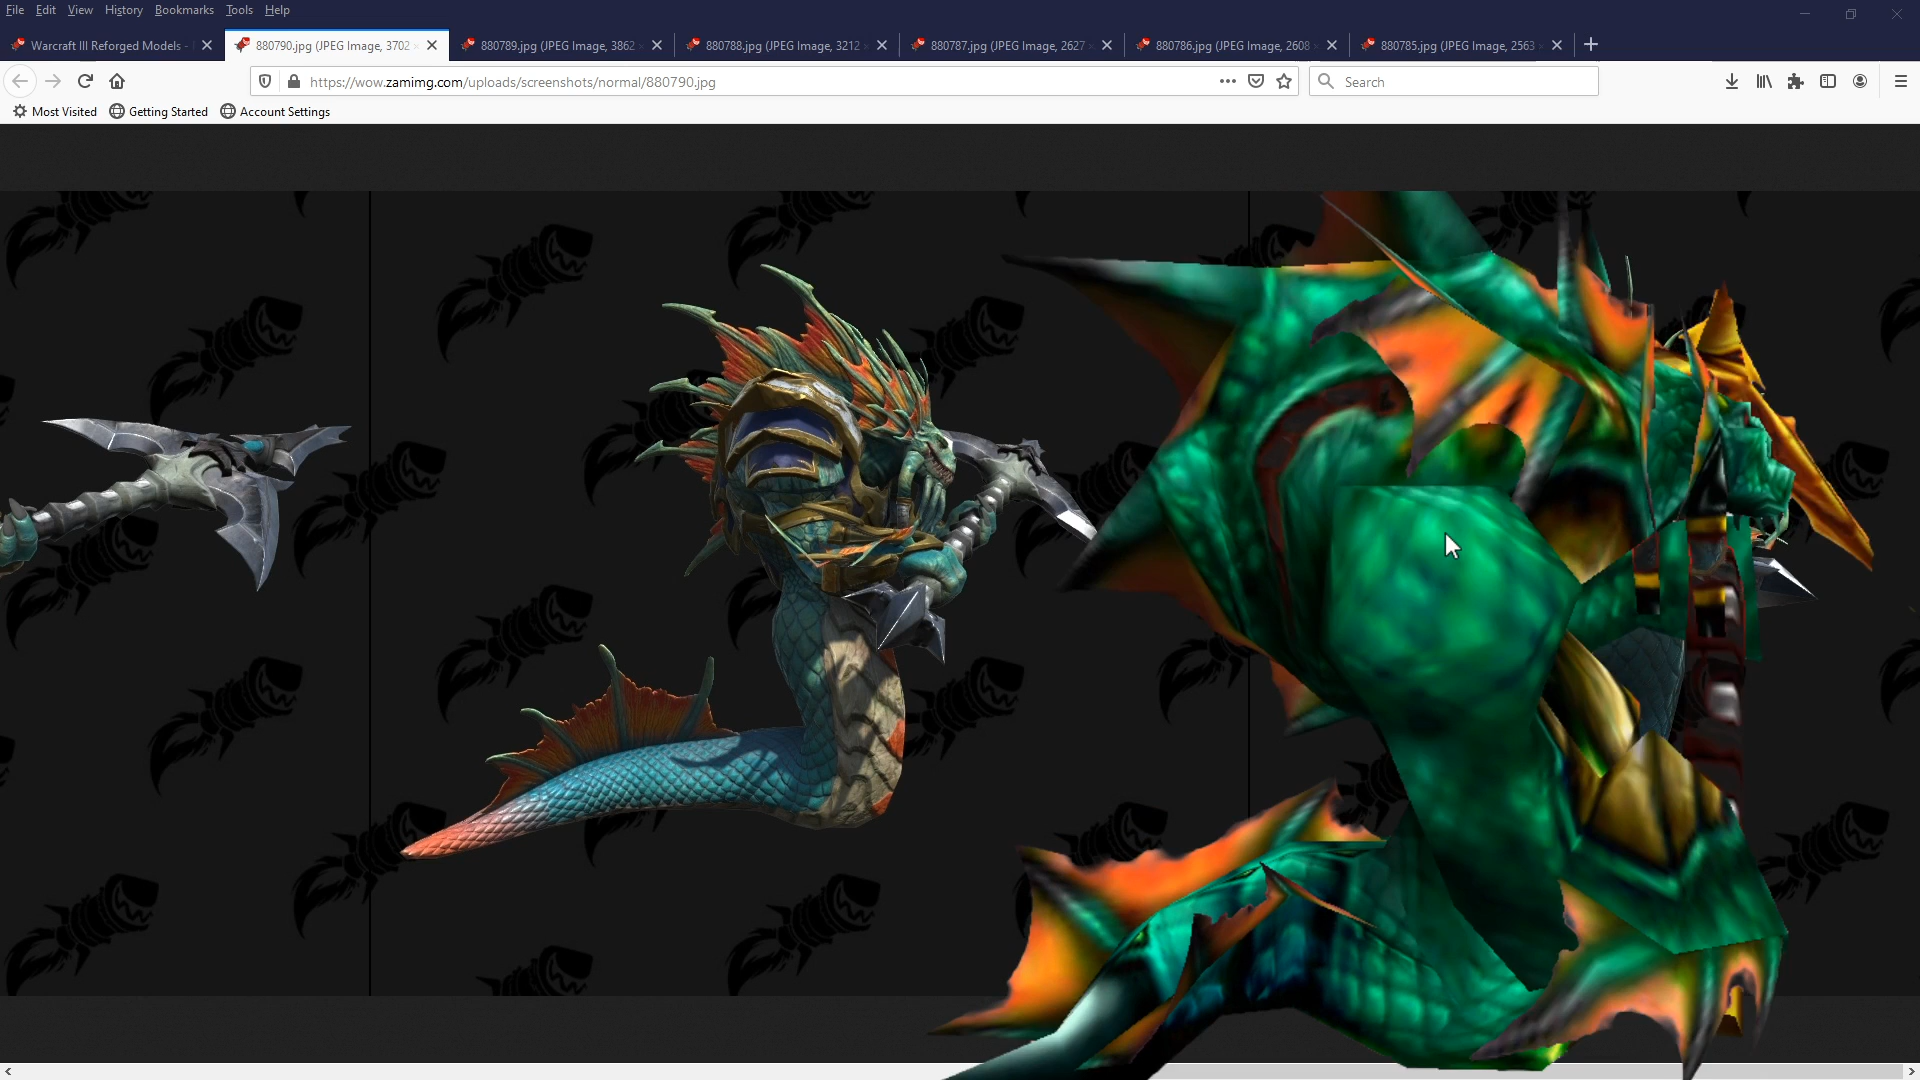 File Edit View History Bookmarks Tools Help
Warcraft III Reforged Models -
880790.jpg (JPEG Image, 3702
880789.jpg (JPEG Image, 3862
880788.jpg (JPEG Image, 3212
880787.jpg (JPEG Image, 2627
880786.jpg (JPEG Image, 2608
880785.jpg (JPEG Image, 2563
https://wow.zamimg.com/uploads/screenshots/normal/880790.jpg
Search
Most Visited Getting Started Account Settings